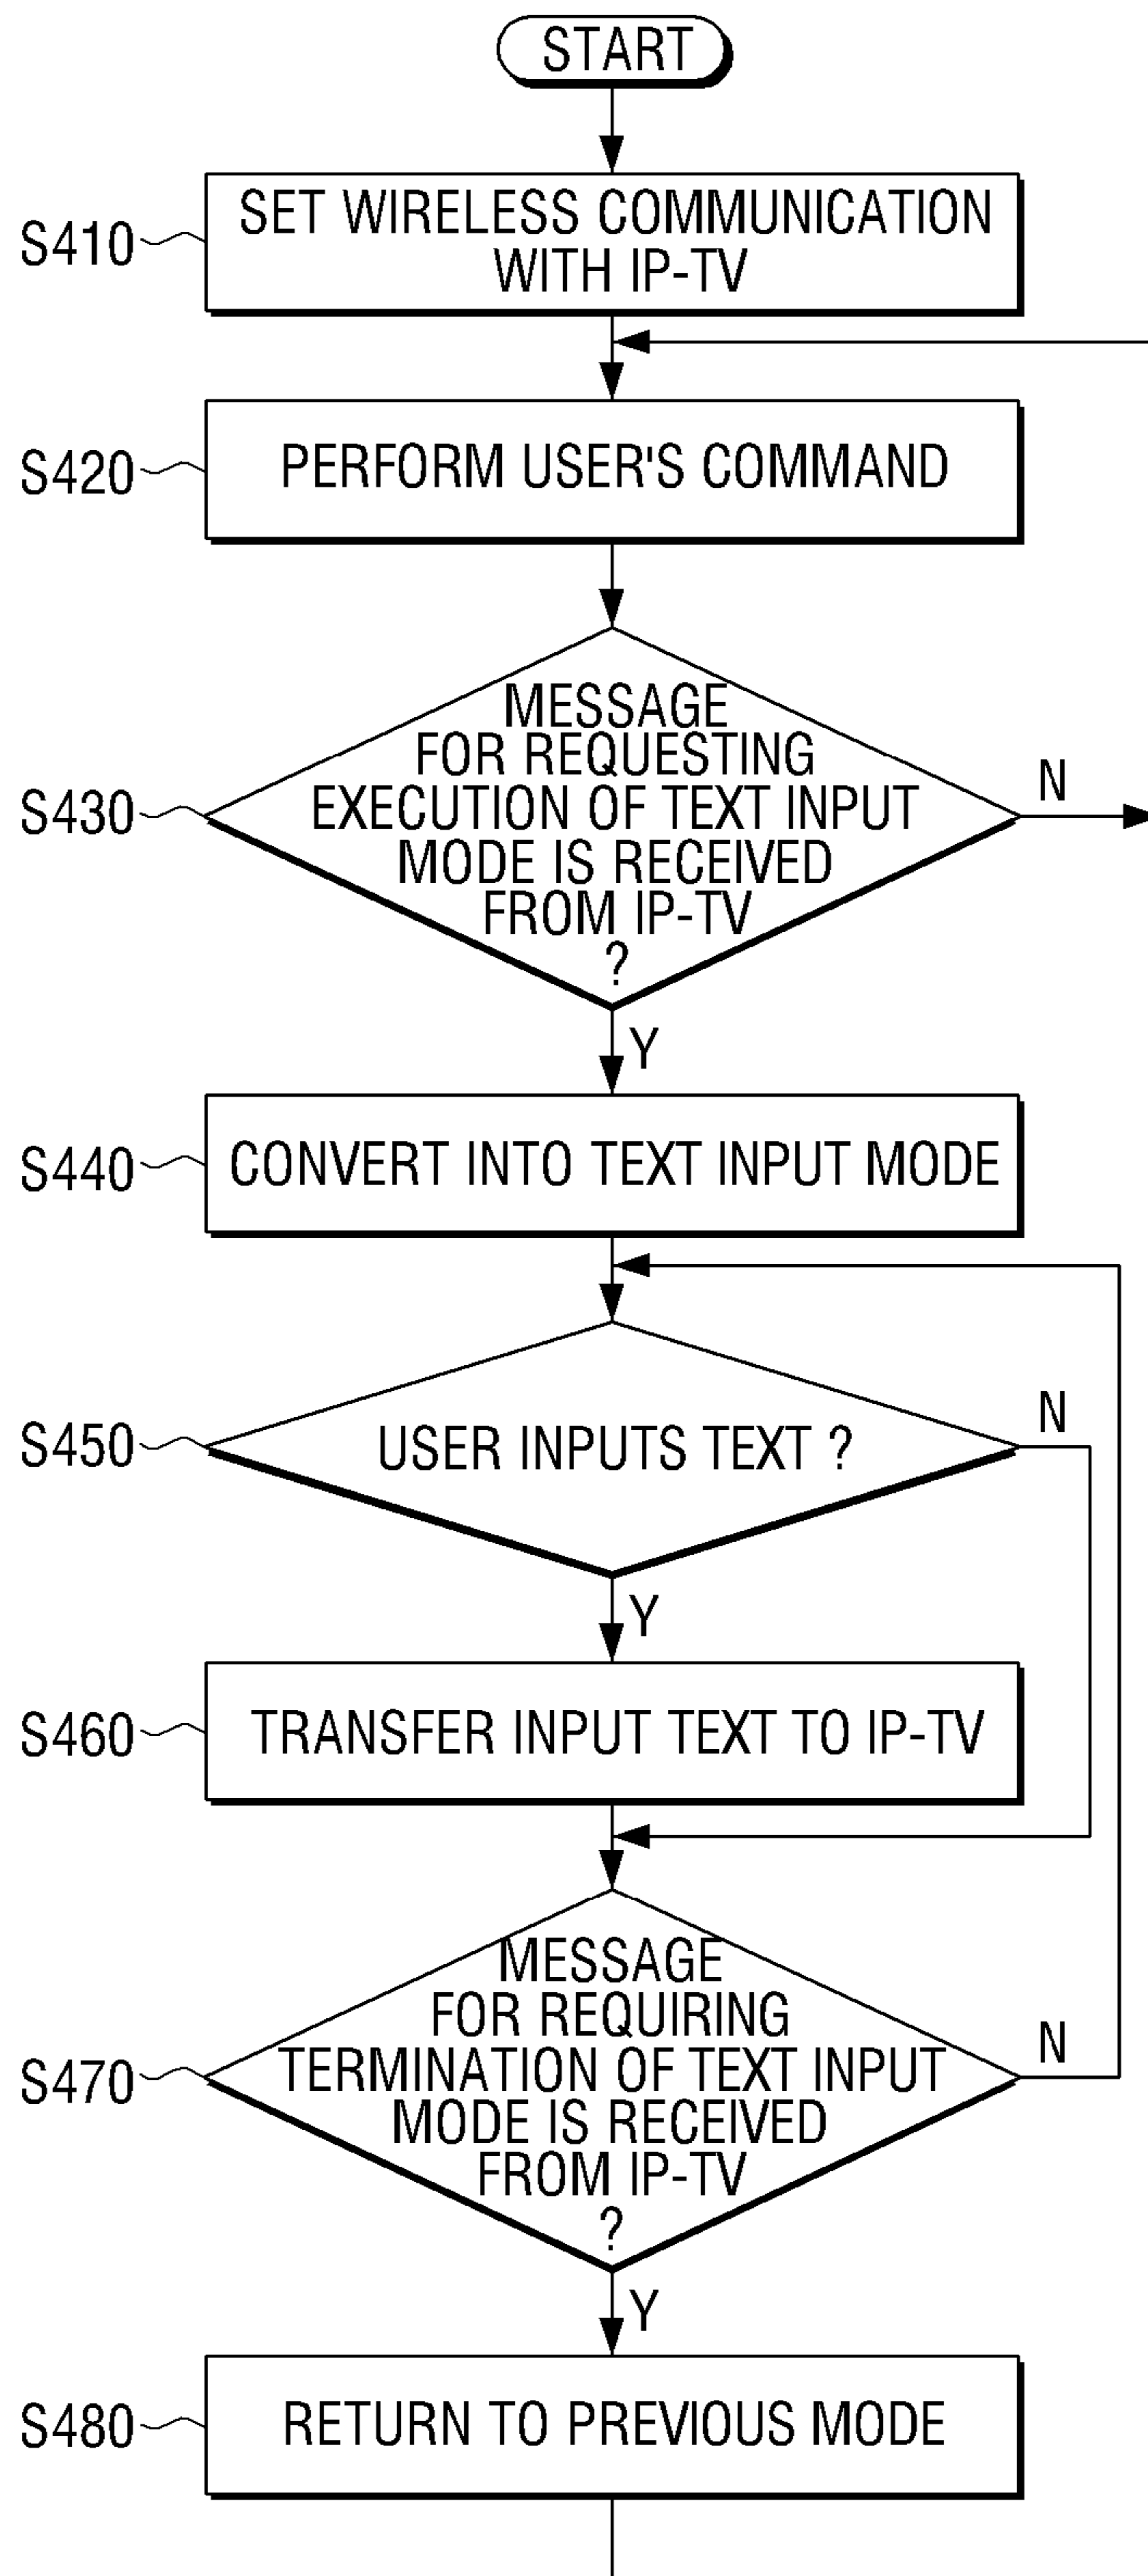 START
S410
SET WIRELESS COMMUNICATION
WITH IP-TV
S420
PERFORM USER'S COMMAND
S430
MESSAGE
FOR REQUESTING
EXECUTION OF TEXT INPUT
MODE IS RECEIVED
FROM IP-TV
?
N
Y
S440
CONVERT INTO TEXT INPUT MODE
S450
USER INPUTS TEXT ?
N
Y
S460
TRANSFER INPUT TEXT TO IP-TV
S470
MESSAGE
FOR REQUIRING
TERMINATION OF TEXT INPUT
MODE IS RECEIVED
FROM IP-TV
?
N
Y
S480
RETURN TO PREVIOUS MODE